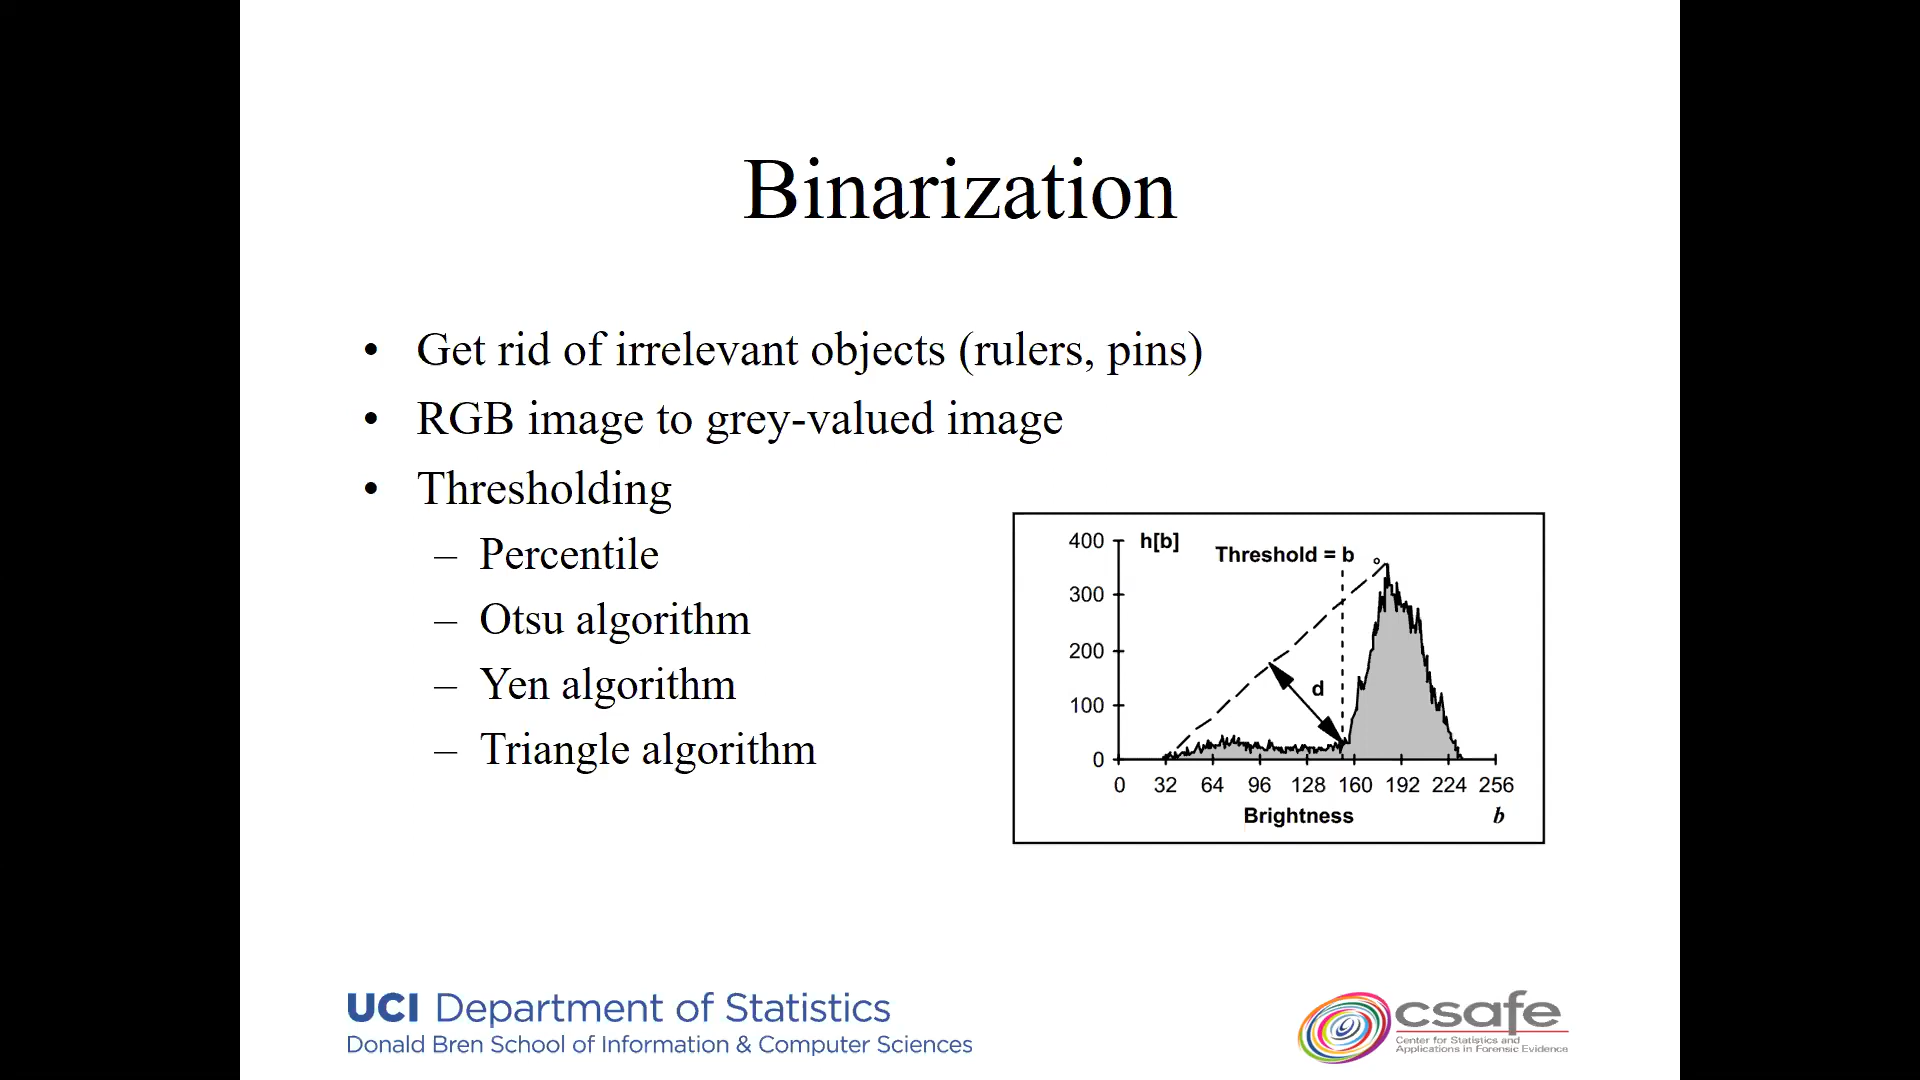 Binarization
• Get rid of irrelevant objects (rulers, pins)
• RGB image to grey-valued image
• Thresholding
– Percentile
– Otsu algorithm
– Yen algorithm
– Triangle algorithm
400 h[b] Threshold = b o
300
200
d
100
0
0 32 64 96 128 160 192 224 256
Brightness b
UCI Department of Statistics
Donald Bren School of Information & Computer Sciences
csafe
Center for Statistics and
Applications in Forensic Evidence